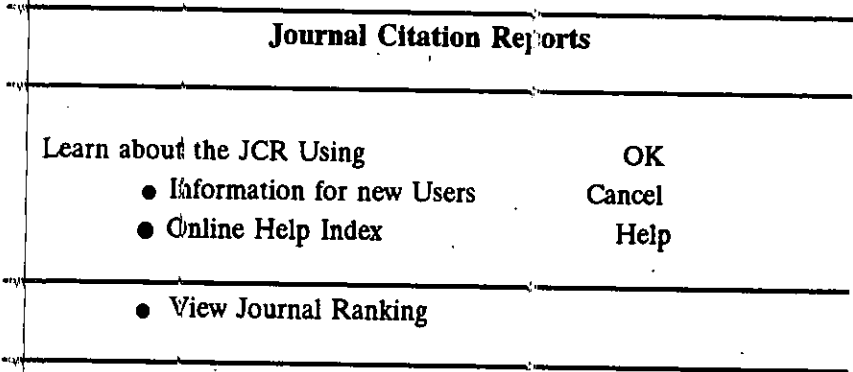 Journal Citation Reports
Learn about the JCR Using OK
● Information for new Users Cancel
● Online Help Index Help
● View Journal Ranking